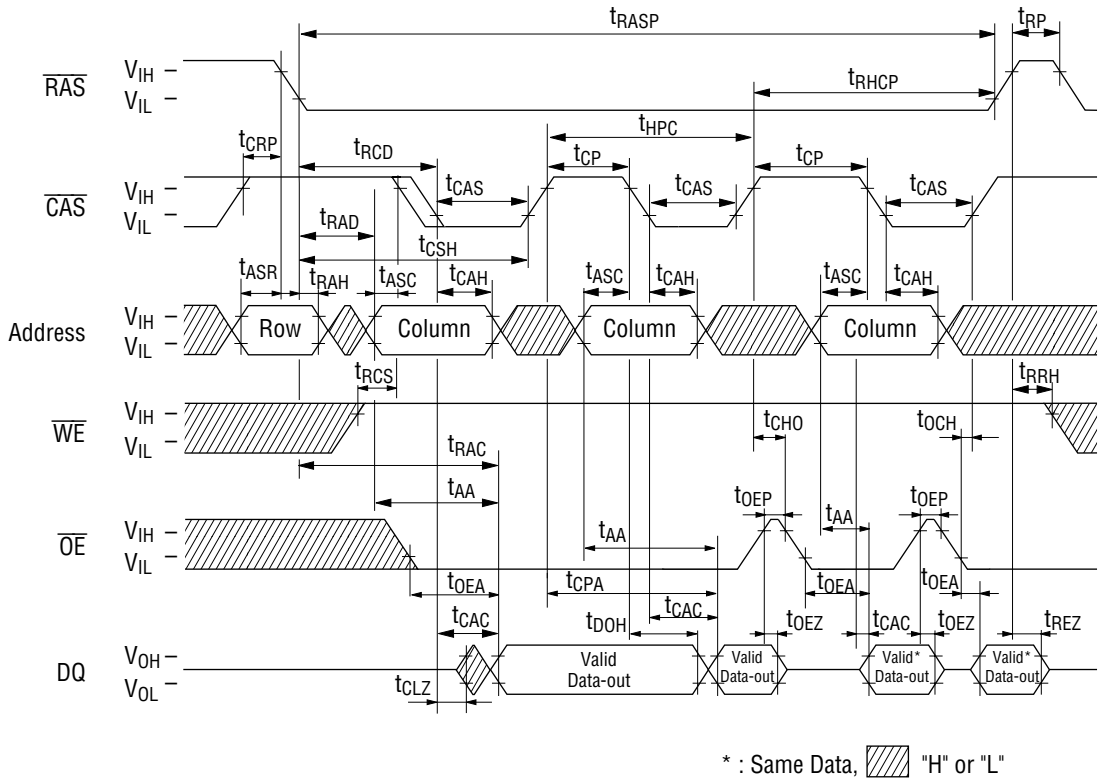 tRASP
tRP
RAS
VIH
VIL
tRHCP
tCRP
tRCD
tHPC
tCP
tCP
CAS
VIH
VIL
tCAS
tCAS
tCAS
tRAD
tCSH
tASR
tRAH
tASC
tCAH
tASC
tCAH
tASC
tCAH
Address
VIH
VIL
Row
Column
Column
Column
tRCS
tRRH
WE
VIH
VIL
tCHO
tOCH
tRAC
tAA
tOEP
tOEP
OE
VIH
VIL
tAA
tAA
tOEA
tCPA
tOEA
tOEA
tCAC
tCAC
tDOH
tOEZ
tCAC
tOEZ
tREZ
DQ
VOH
VOL
Valid
Data-out
Valid
Data-out
Valid*
Data-out
Valid*
Data-out
tCLZ
* : Same Data, "H" or "L"